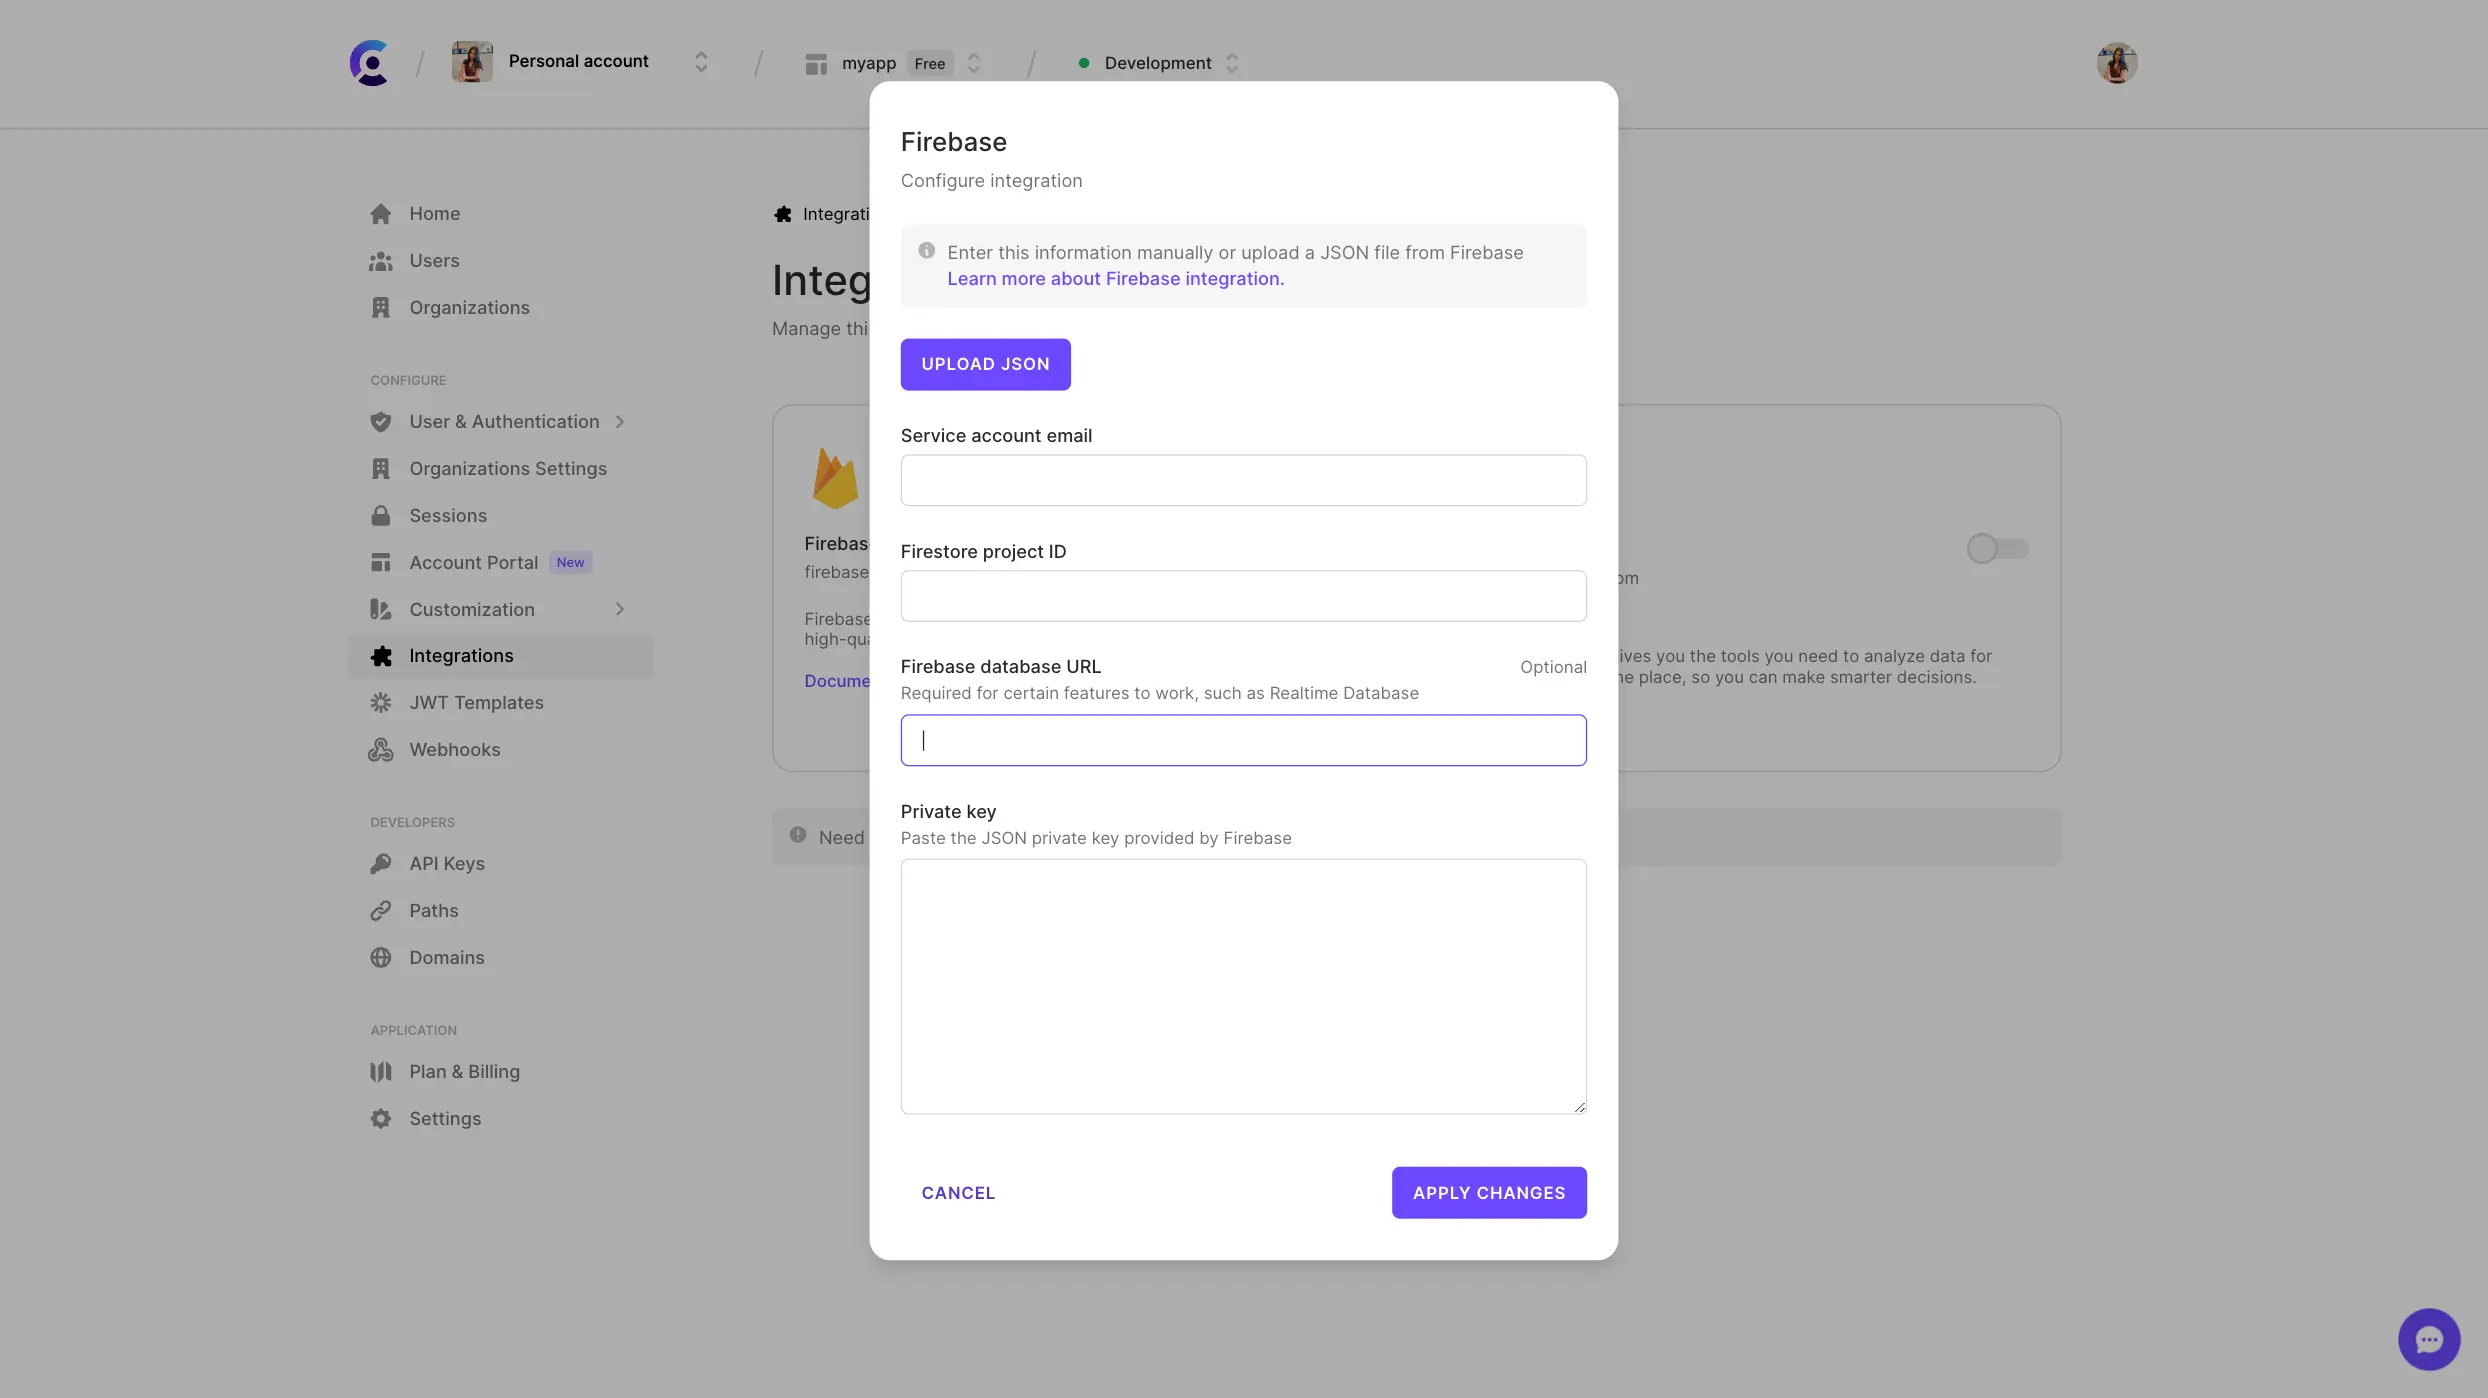 Personal account
myapp Free
Development
Home
Users
Organizations
CONFIGURE
User & Authentication
Organizations Settings
Sessions
Account Portal New
Customization
Integrations
JWT Templates
Webhooks
DEVELOPERS
API Keys
Paths
Domains
APPLICATION
Plan & Billing
Settings
Integrati
Integ
Manage thi
Firebas
firebase
Firebase
high-qua
Docume
Need
om
ives you the tools you need to analyze data for
ne place, so you can make smarter decisions.
Firebase
Configure integration
Enter this information manually or upload a JSON file from Firebase
Learn more about Firebase integration.
UPLOAD JSON
Service account email
Firestore project ID
Firebase database URL Optional
Required for certain features to work, such as Realtime Database
Private key
Paste the JSON private key provided by Firebase
CANCEL
APPLY CHANGES